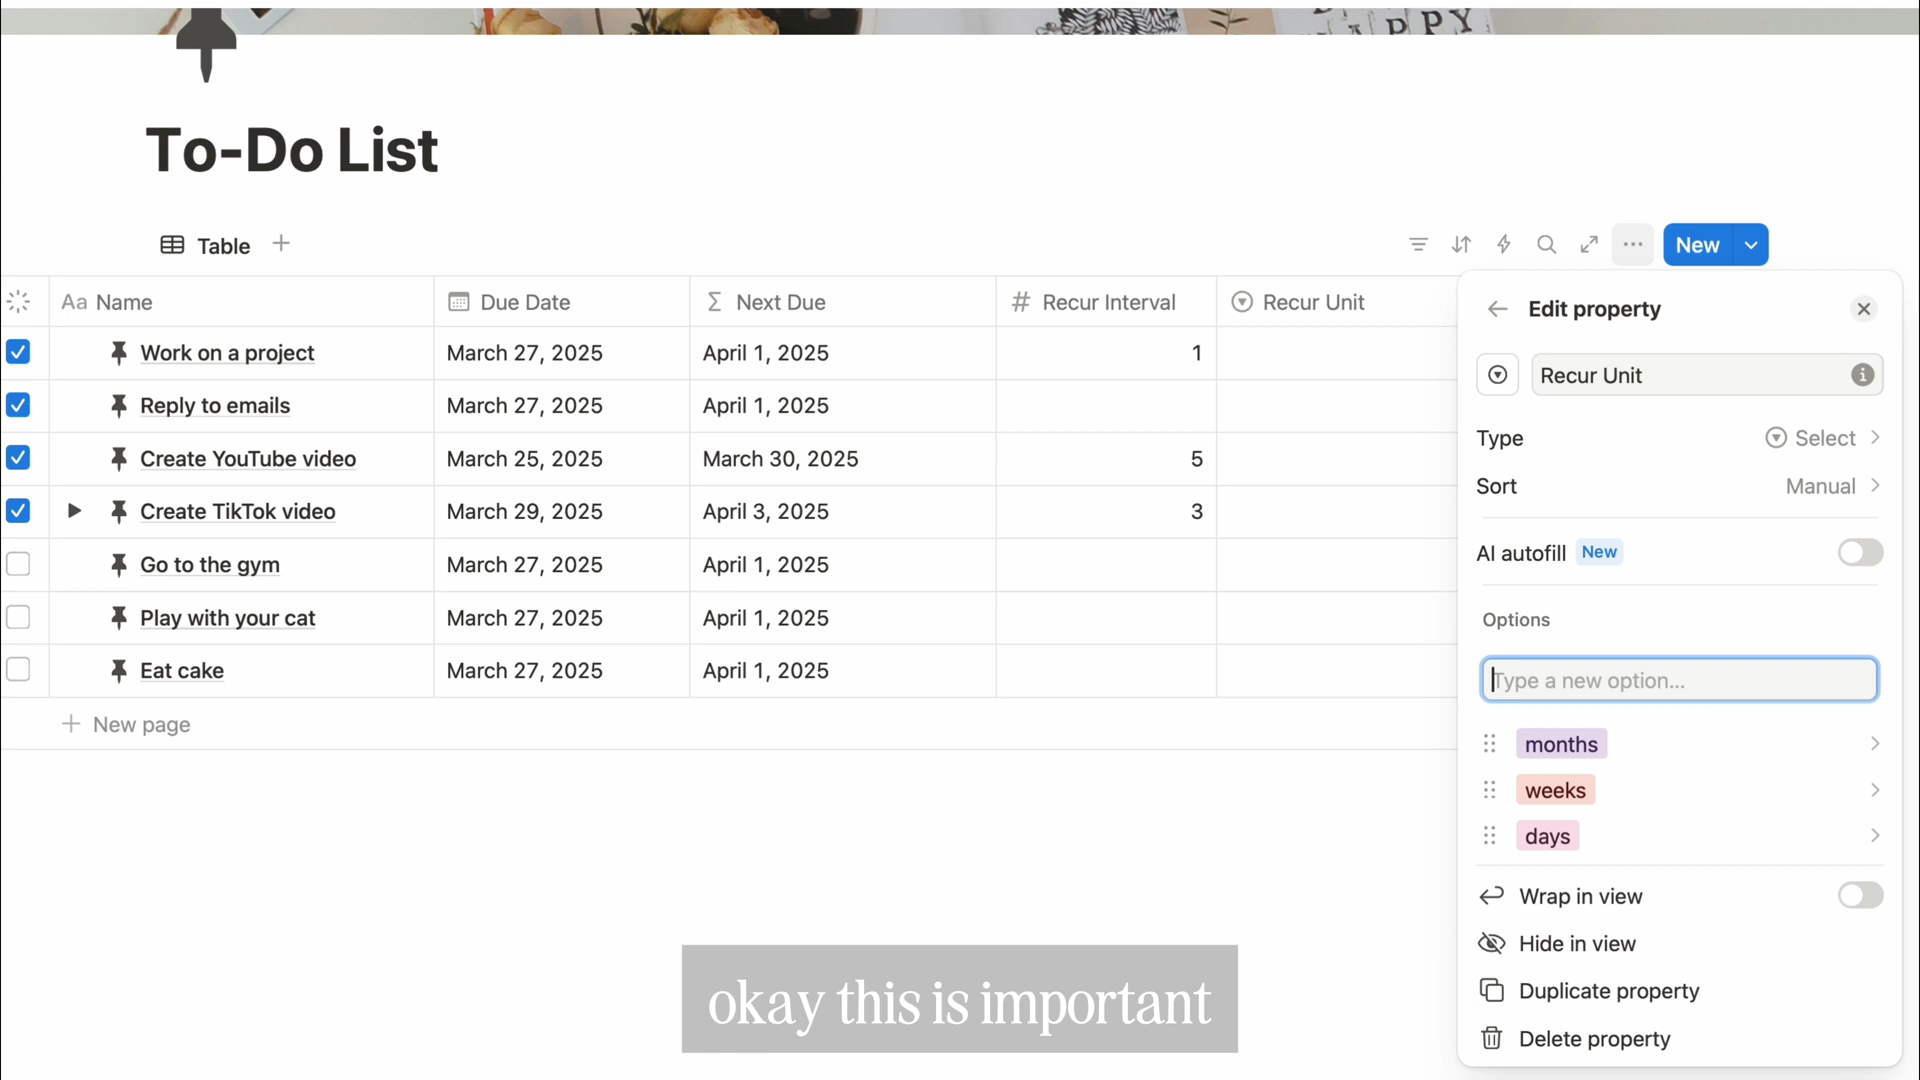 HAPPY
To-Do List
Table
New
Aa Name Due Date Next Due Recur Interval Recur Unit
Work on a project March 27, 2025 April 1, 2025 1
Reply to emails March 27, 2025 April 1, 2025
Create YouTube video March 25, 2025 March 30, 2025 5
Create TikTok video March 29, 2025 April 3, 2025 3
Go to the gym March 27, 2025 April 1, 2025
Play with your cat March 27, 2025 April 1, 2025
Eat cake March 27, 2025 April 1, 2025
New page
Edit property
Recur Unit
Type Select
Sort Manual
AI autofill New
Options
Type a new option...
months
weeks
days
Wrap in view
Hide in view
Duplicate property
Delete property
okay this is important